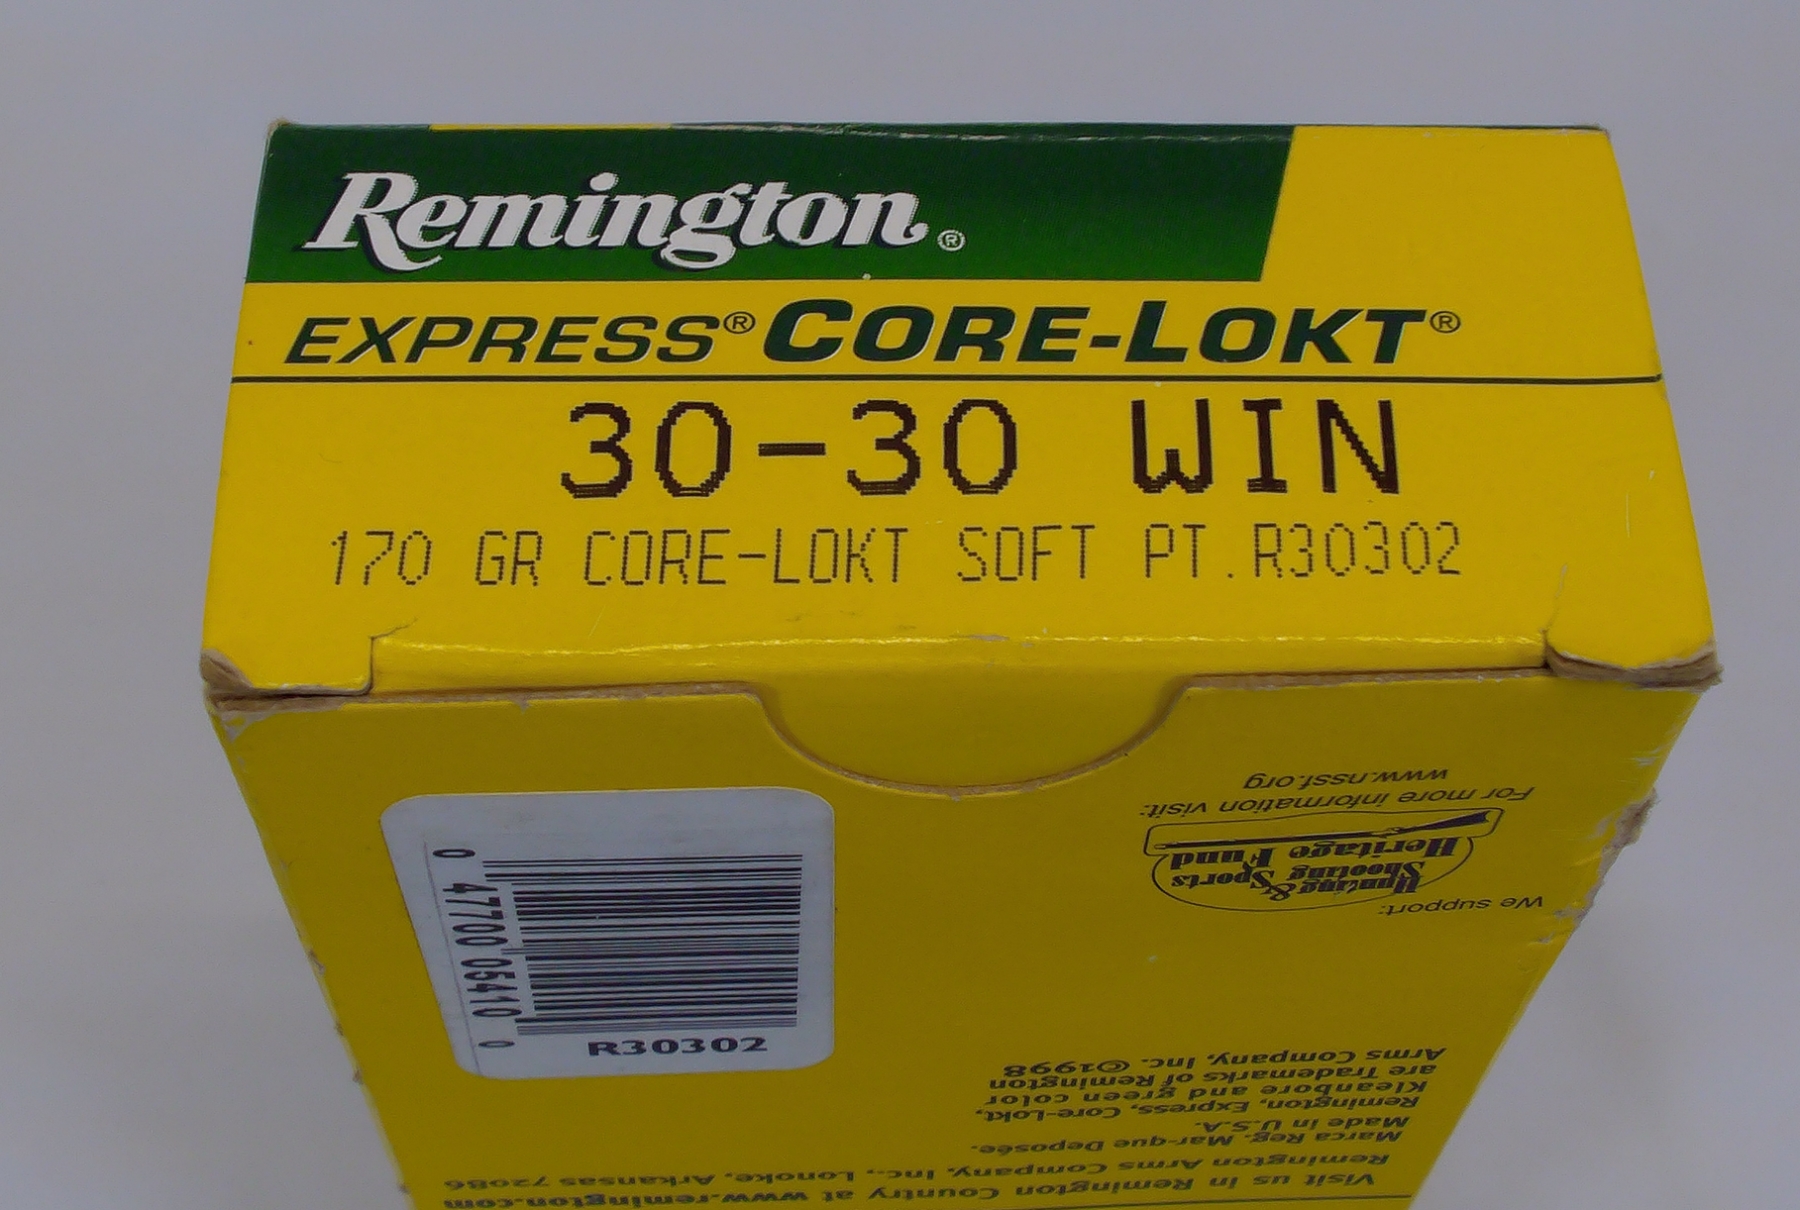 Remington®
EXPRESS® CORE-LOKT®
30-30 WIN
170 GR CORE-LOKT SOFT PT. R30302
0 47700 05410 0
R30302
We support:
Hunting & Shooting Sports
Heritage Fund
For more information visit:
www.nssf.org
Visit us in Remington Country at www.remington.com
Remington Arms Company, Inc., Lonoke, Arkansas 72086
Marca Reg. Mar-que Deposée.
Made in U.S.A.
Remington, Express, Core-Lokt,
Kleanbore and green color
are Trademarks of Remington
Arms Company, Inc. ©1998